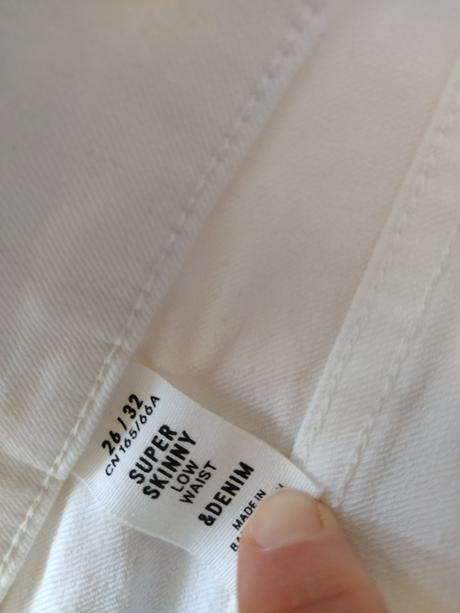 26/32
CN 165/66A
SUPER
SKINNY
LOW
WAIST
&DENIM
MADE IN